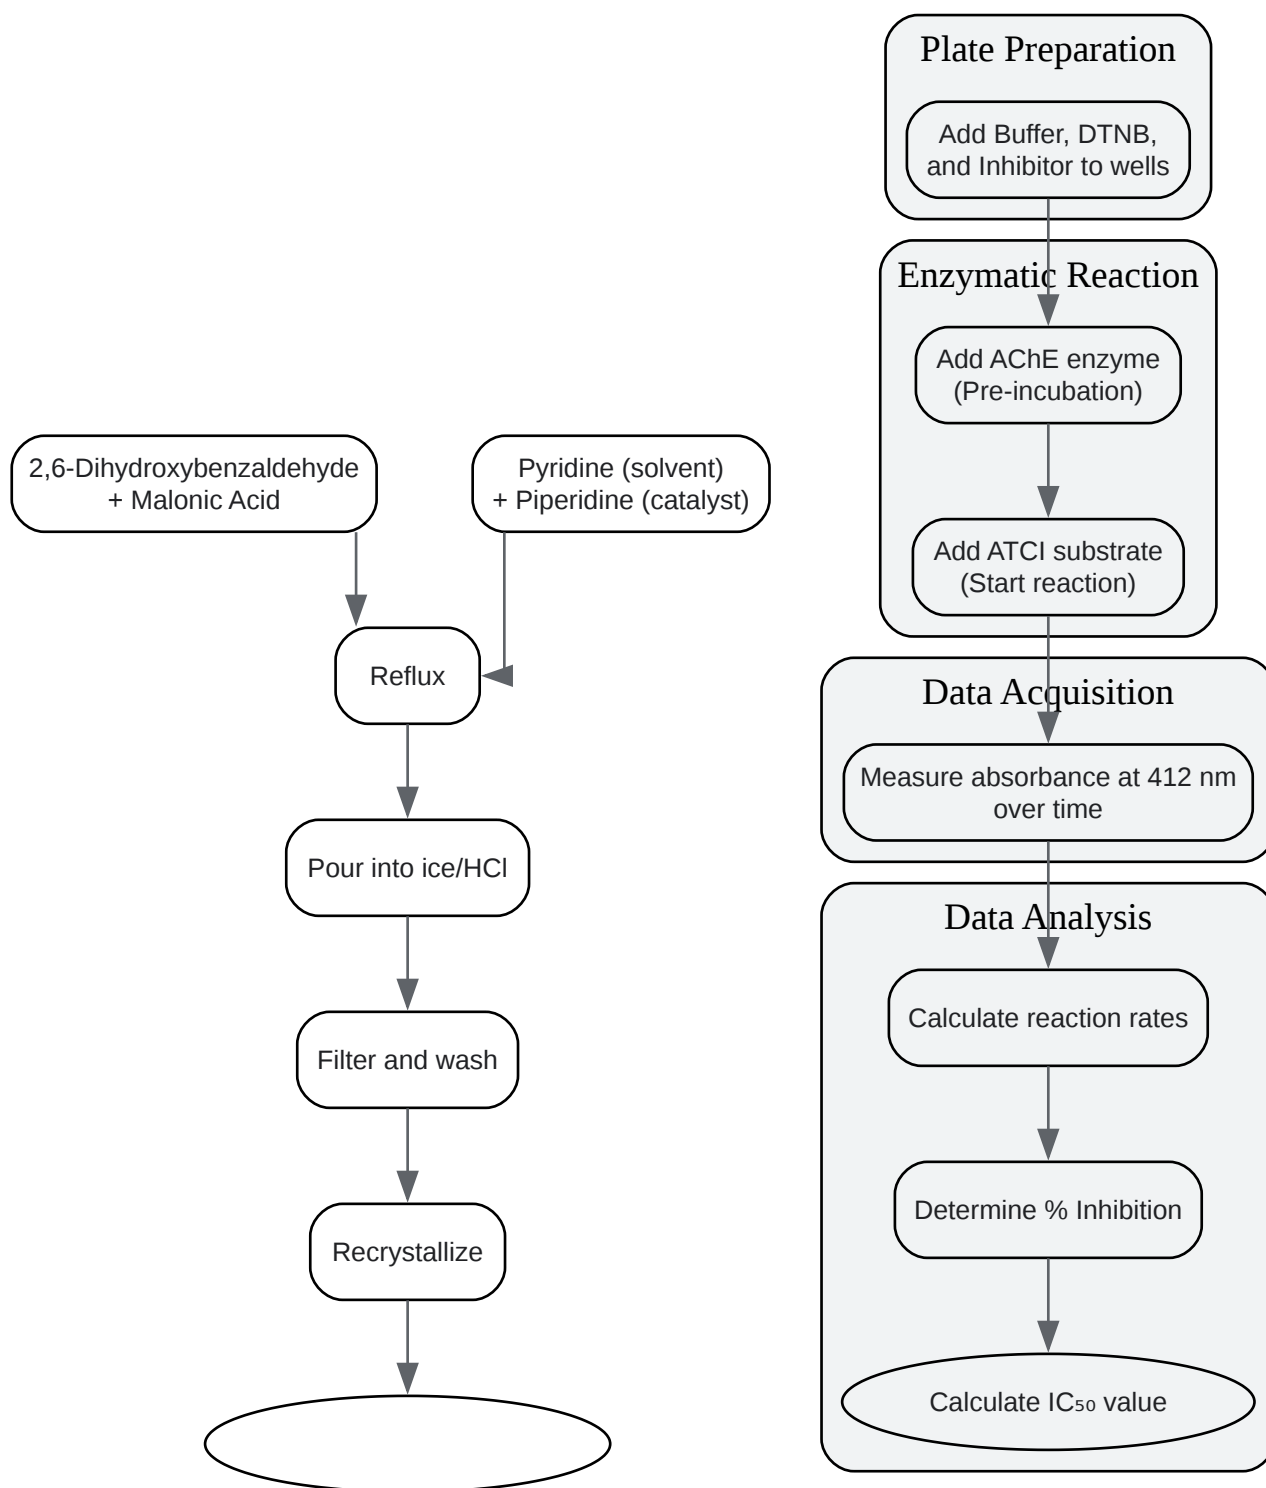 2,6-Dihydroxybenzaldehyde
+ Malonic Acid
Pyridine (solvent)
+ Piperidine (catalyst)
Reflux
Pour into ice/HCl
Filter and wash
Recrystallize
Plate Preparation
Add Buffer, DTNB,
and Inhibitor to wells
Enzymatic Reaction
Add AChE enzyme
(Pre-incubation)
Add ATCI substrate
(Start reaction)
Data Acquisition
Measure absorbance at 412 nm
over time
Data Analysis
Calculate reaction rates
Determine % Inhibition
Calculate IC₅₀ value